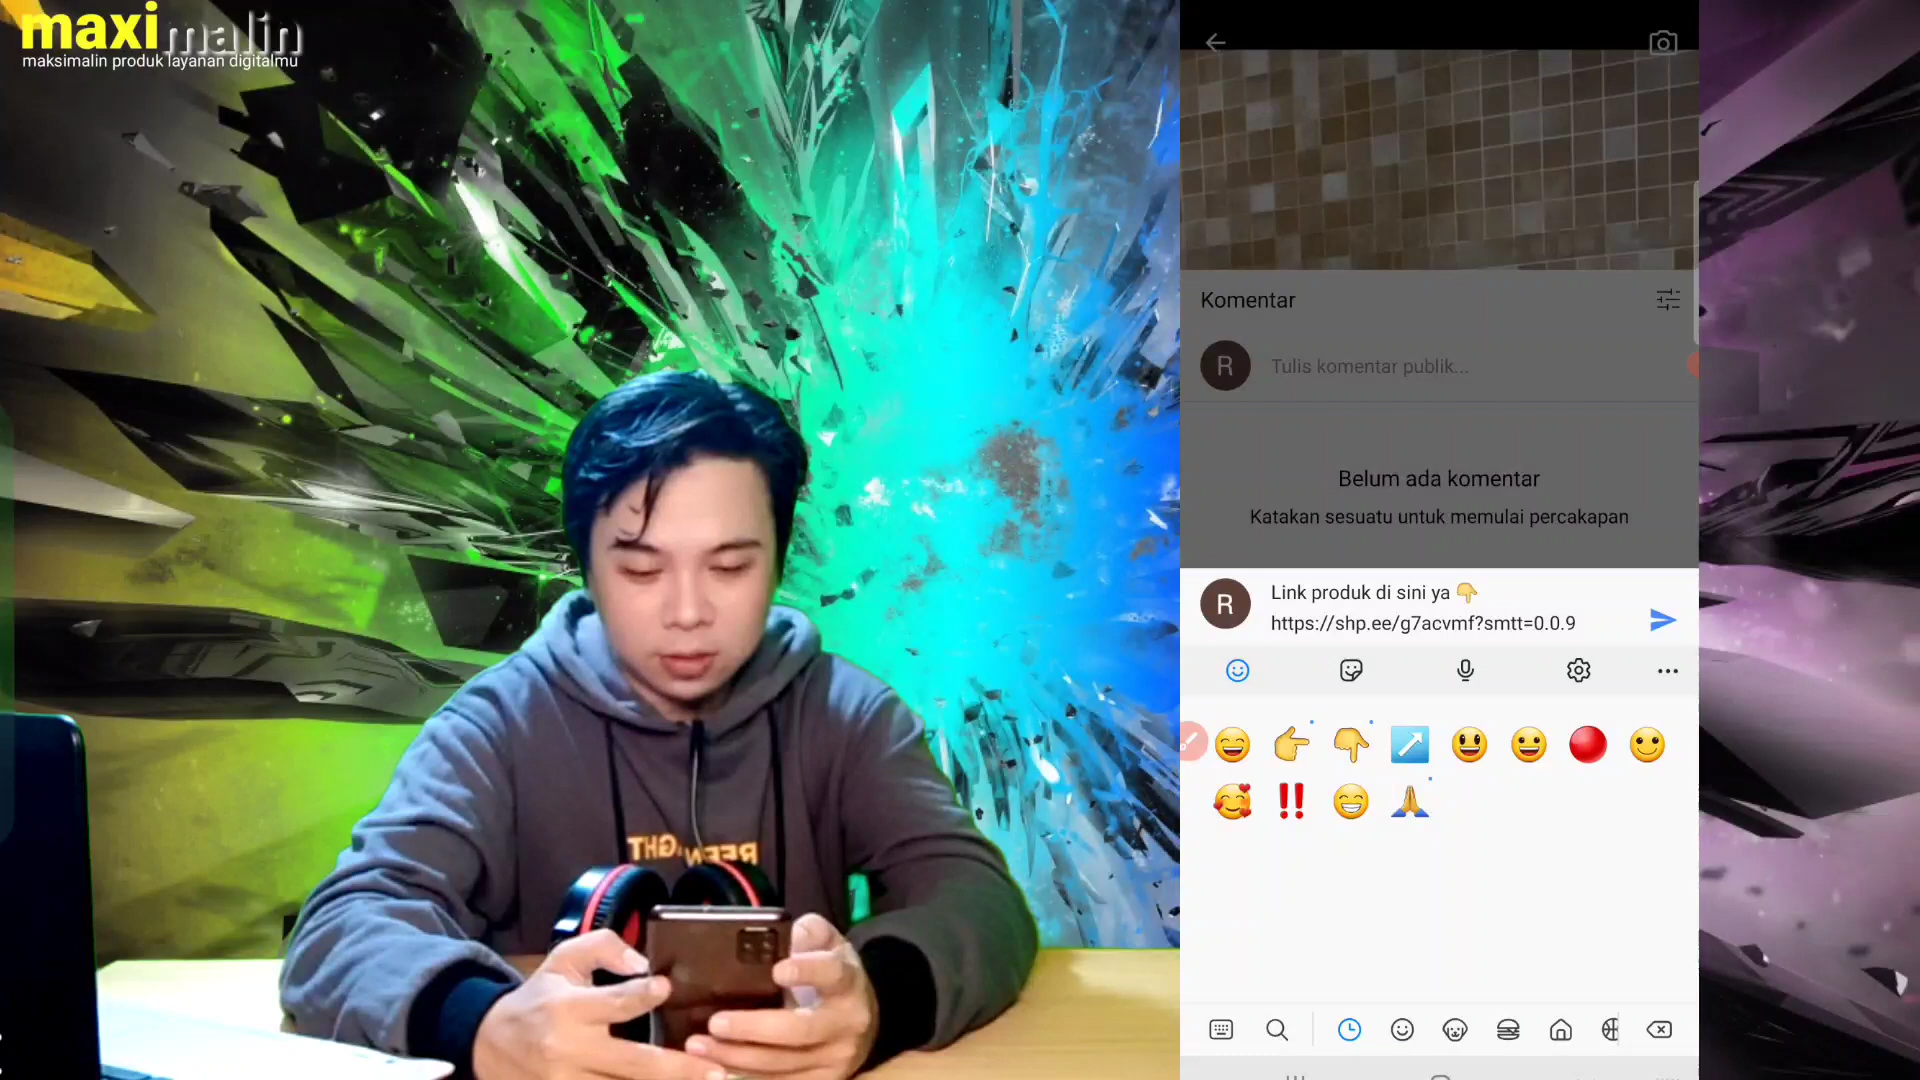 maximalin
maksimalin produk layanan digitalmu
Komentar
R
Tulis komentar publik...
Belum ada komentar
Katakan sesuatu untuk memulai percakapan
R
Link produk di sini ya 👇
https://shp.ee/g7acvmf?smtt=0.0.9